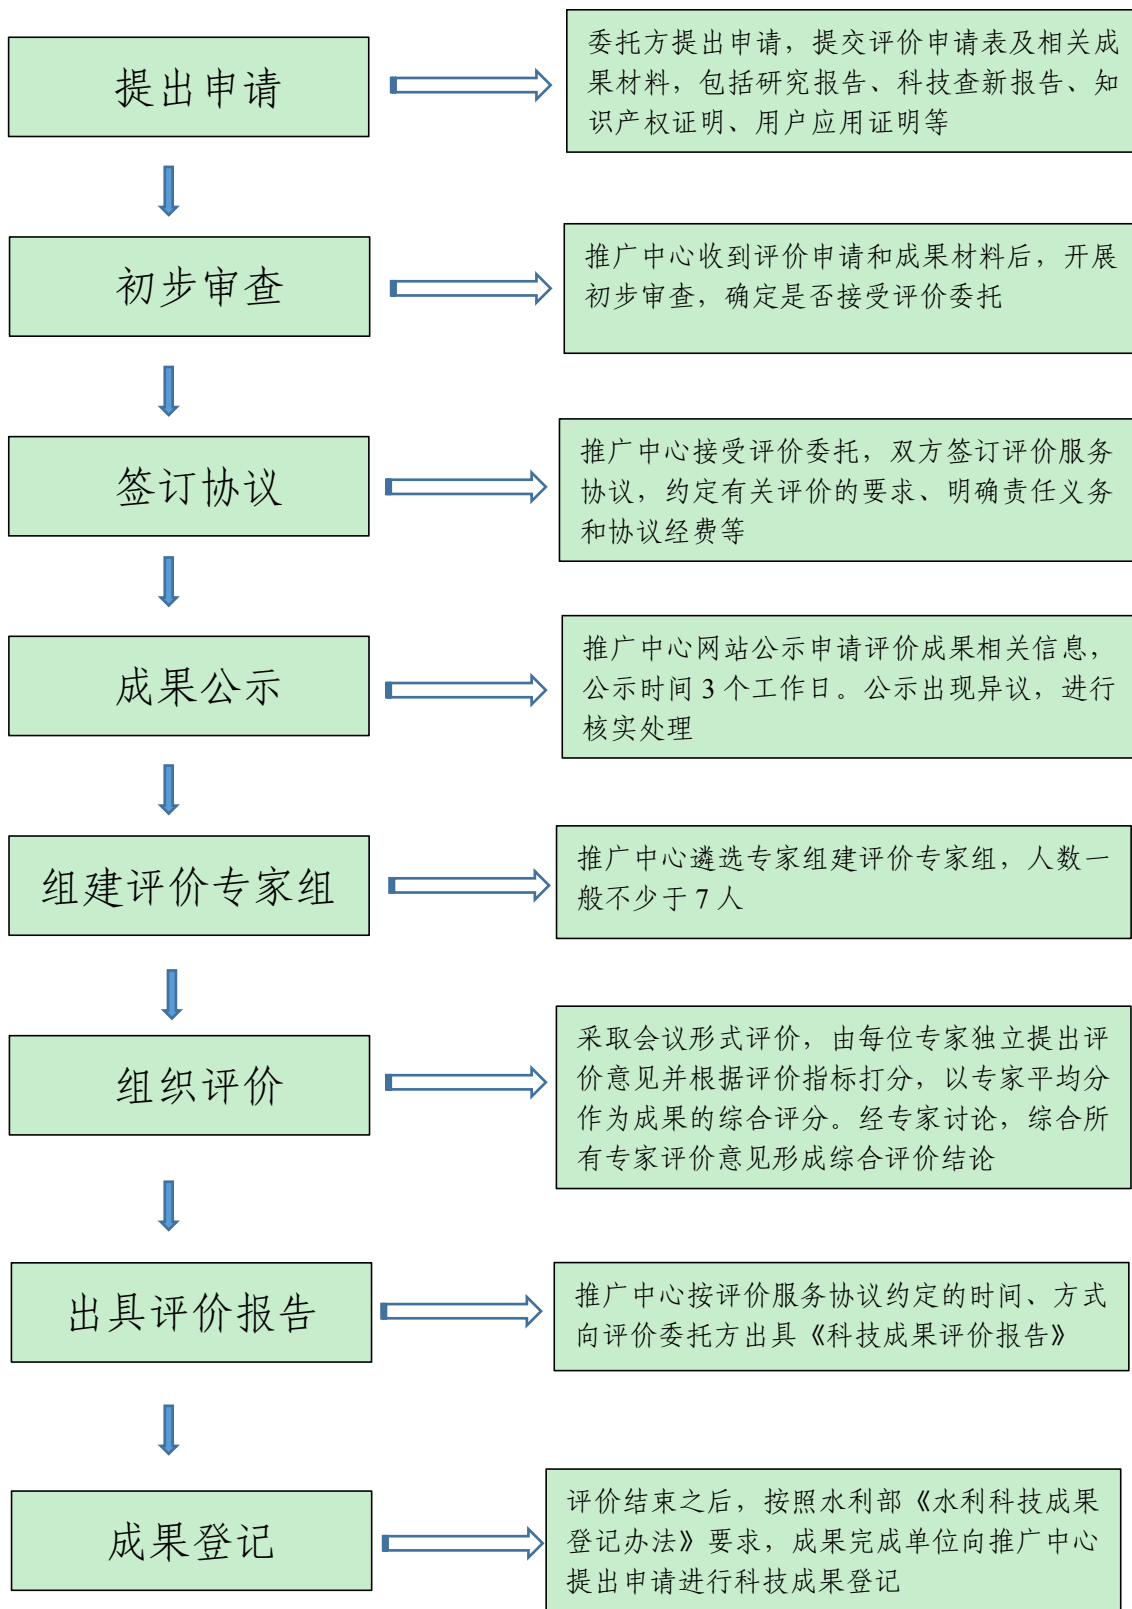 提出申请
委托方提出申请，提交评价申请表及相关成
果材料，包括研究报告、科技查新报告、知
识产权证明、用户应用证明等
初步审查
推广中心收到评价申请和成果材料后，开展
初步审查，确定是否接受评价委托
签订协议
推广中心接受评价委托，双方签订评价服务
协议，约定有关评价的要求、明确责任义务
和协议经费等
成果公示
推广中心网站公示申请评价成果相关信息，
公示时间 3 个工作日。公示出现异议，进行
核实处理
组建评价专家组
推广中心遴选专家组建评价专家组，人数一
般不少于 7 人
组织评价
采取会议形式评价，由每位专家独立提出评
价意见并根据评价指标打分，以专家平均分
作为成果的综合评分。经专家讨论，综合所
有专家评价意见形成综合评价结论
出具评价报告
推广中心按评价服务协议约定的时间、方式
向评价委托方出具《科技成果评价报告》
成果登记
评价结束之后，按照水利部《水利科技成果
登记办法》要求，成果完成单位向推广中心
提出申请进行科技成果登记